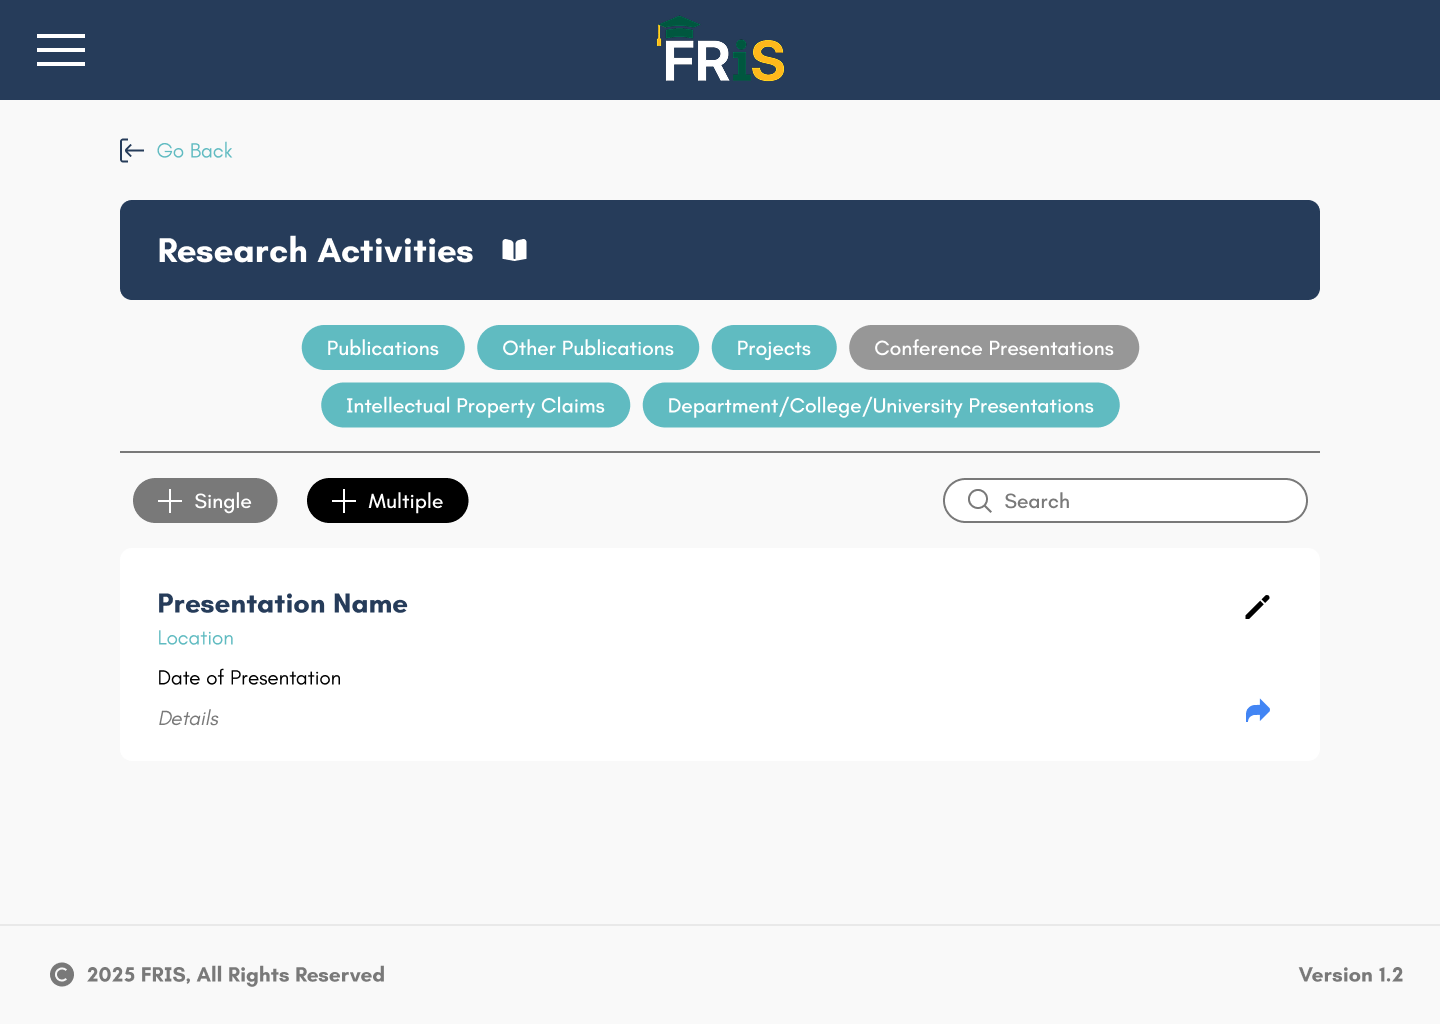 FRiS
Go Back
Research Activities
Publications Other Publications Projects Conference Presentations
Intellectual Property Claims Department/College/University Presentations
Single Multiple Search
Presentation Name
Location
Date of Presentation
Details
© 2025 FRIS, All Rights Reserved Version 1.2